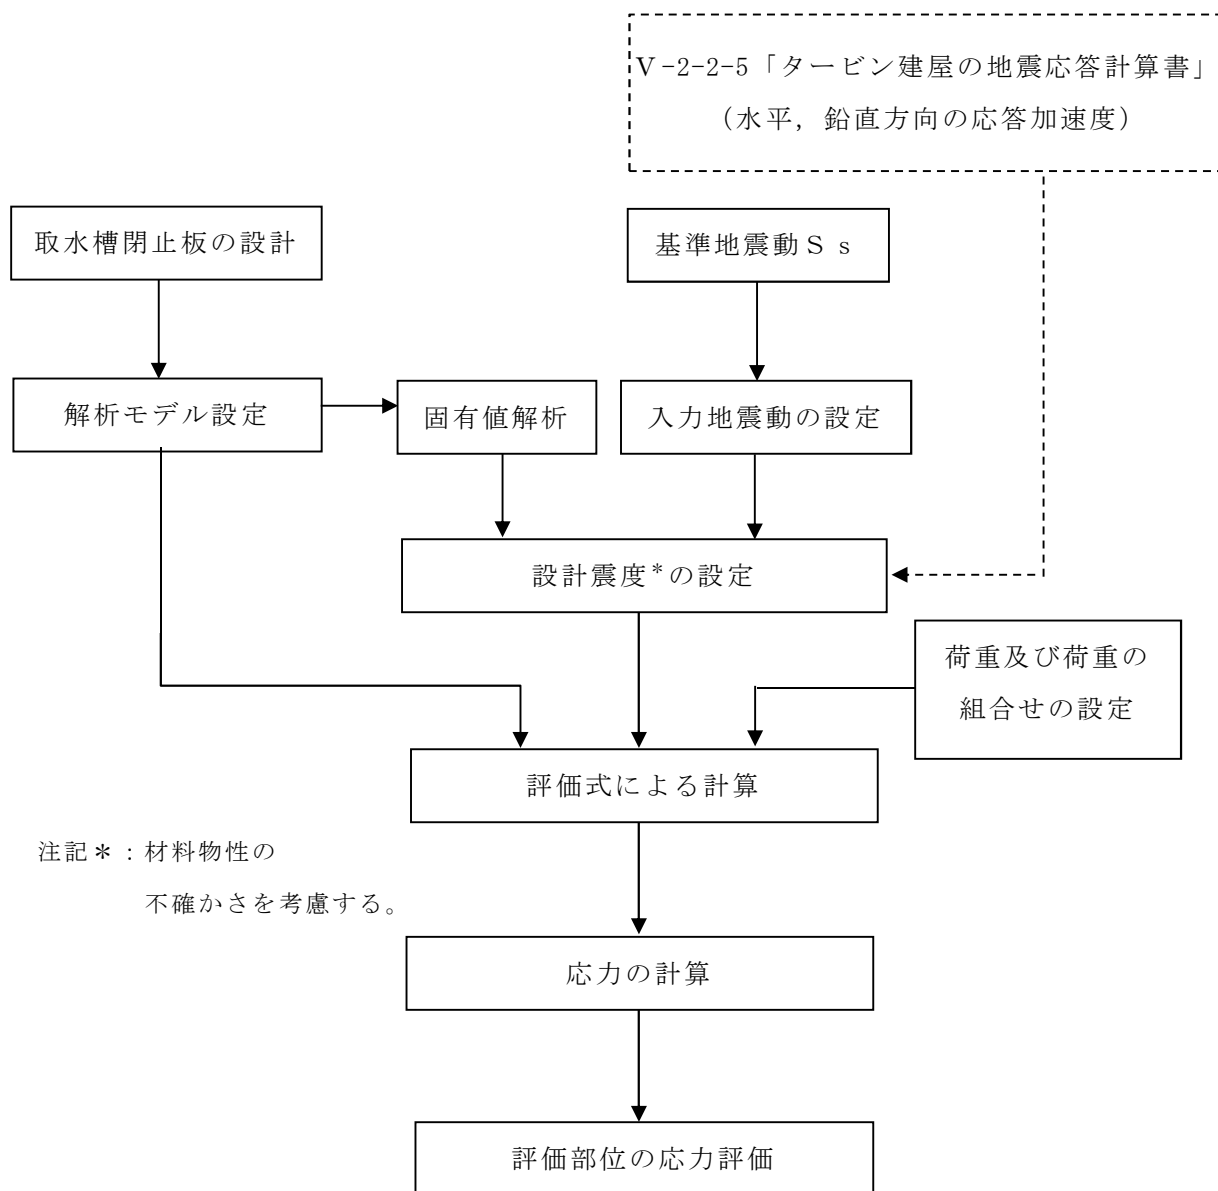 Ⅴ-2-2-5「タービン建屋の地震応答計算書」
（水平，鉛直方向の応答加速度）
取水槽閉止板の設計
基準地震動Ｓｓ
解析モデル設定
固有値解析
入力地震動の設定
設計震度*の設定
荷重及び荷重の
組合せの設定
評価式による計算
注記＊：材料物性の
不確かさを考慮する。
応力の計算
評価部位の応力評価